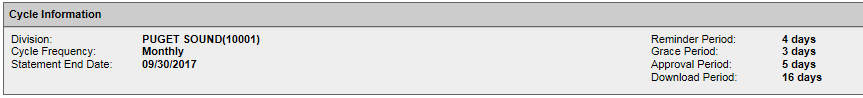 Cycle Information
Division: PUGET SOUND(10001) Reminder Period: 4 days
Cycle Frequency: Monthly Grace Period: 3 days
Statement End Date: 09/30/2017 Approval Period: 5 days
Download Period: 16 days